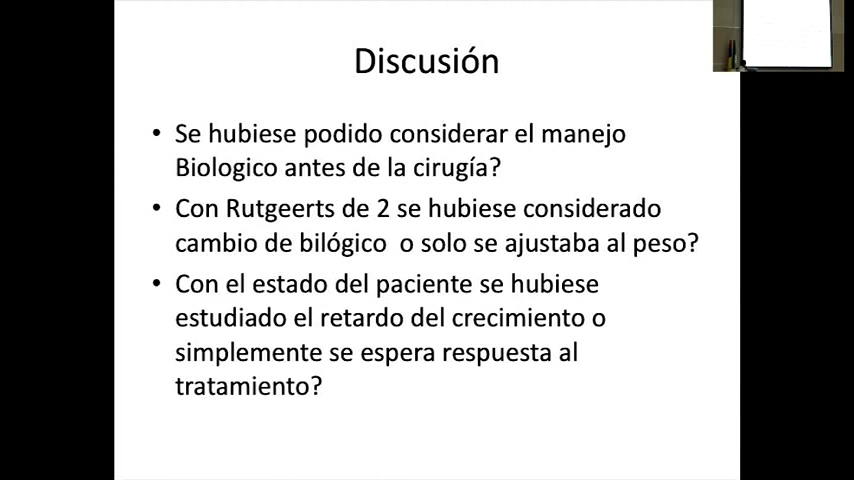 Discusión
• Se hubiese podido considerar el manejo
Biologico antes de la cirugía?
• Con Rutgeerts de 2 se hubiese considerado
cambio de bilógico o solo se ajustaba al peso?
• Con el estado del paciente se hubiese
estudiado el retardo del crecimiento o
simplemente se espera respuesta al
tratamiento?